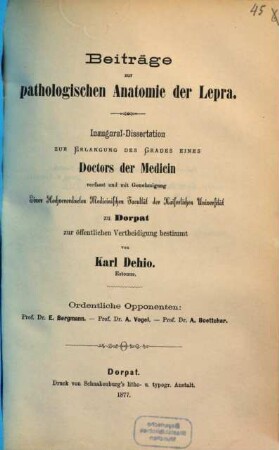 45
Beiträge
zur
pathologischen Anatomie der Lepra.
Inaugural-Dissertation
ZUR ERLANGUNG DES GRADES EINES
Doctors der Medicin
verfasst und mit Genehmigung
Einer Hochverordneten Medicinischen Facultät der Kaiserlichen Universität
zu Dorpat
zur öffentlichen Vertheidigung bestimmt
von
Karl Dehio.
Ordentliche Opponenten:
Prof. Dr. E. Bergmann. — Prof. Dr. A. Vogel. — Prof. Dr. A. Boettcher.
Dorpat.
Druck von Schnakenburg's litho- u. typogr. Anstalt.
1877.